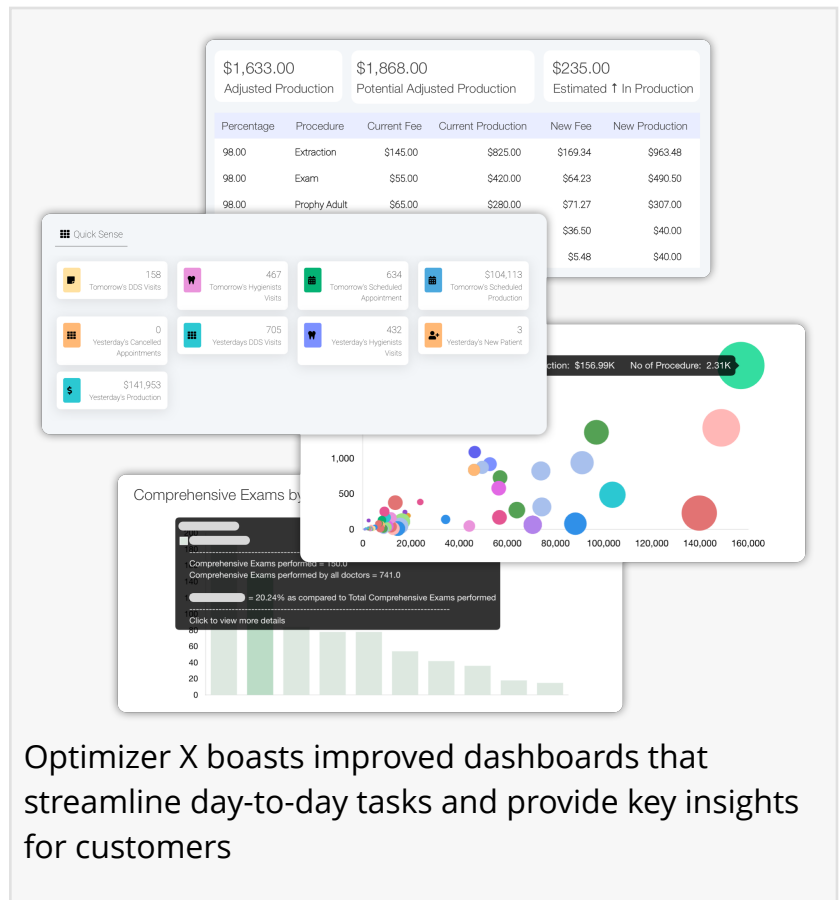 $1,633.00
Adjusted Production
$1,868.00
Potential Adjusted Production
$235.00
Estimated ↑ In Production
Percentage Procedure Current Fee Current Production New Fee New Production
98.00 Extraction $145.00 $825.00 $169.34 $963.48
98.00 Exam $55.00 $420.00 $64.23 $490.50
98.00 Prophy Adult $65.00 $280.00 $71.27 $307.00
$36.50 $40.00
$5.48 $40.00
Quick Sense
158
Tomorrow's DDS Visits
467
Tomorrow's Hygienists
Visits
634
Tomorrow's Scheduled
Appointment
$104,113
Tomorrow's Scheduled
Production
0
Yesterday's Cancelled
Appointments
705
Yesterdays DDS Visits
432
Yesterday's Hygienists
Visits
3
Yesterday's New Patient
$141,953
Yesterday's Production
ction: $156.99K No of Procedure: 2.31K
1,000
500
0
0 20,000 40,000 60,000 80,000 100,000 120,000 140,000 160,000
Comprehensive Exams by
200
180
Comprehensive Exams performed = 150.0
Comprehensive Exams performed by all doctors = 741.0
140
= 20.24% as compared to Total Comprehensive Exams performed
100
Click to view more details
80
60
40
20
0
Optimizer X boasts improved dashboards that
streamline day-to-day tasks and provide key insights
for customers